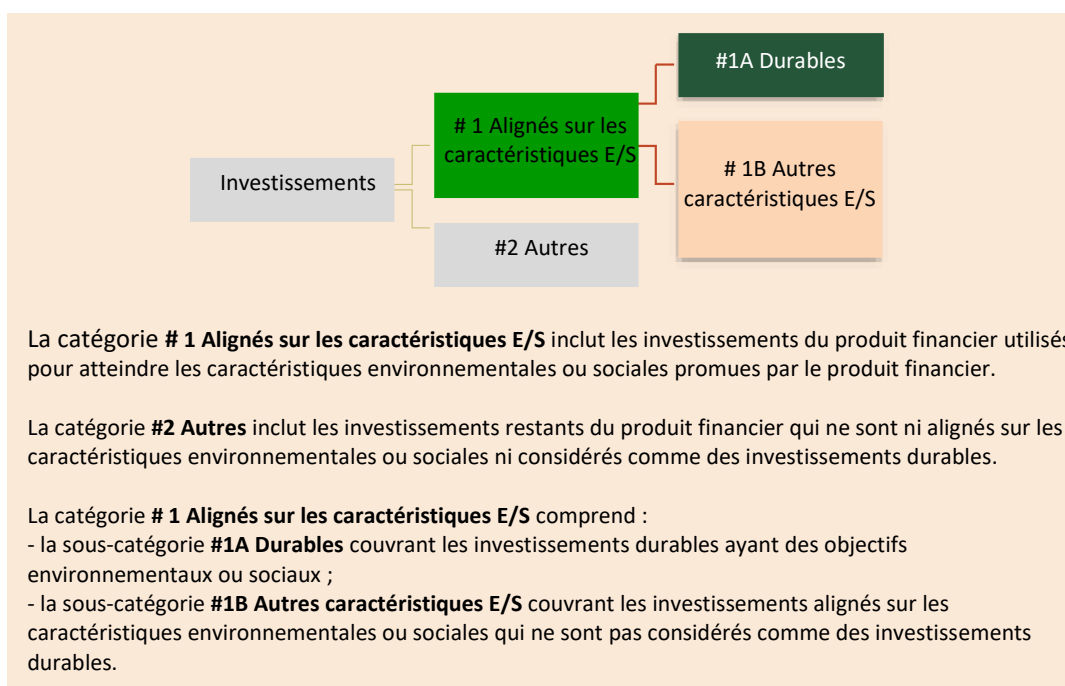 #1A Durables
# 1 Alignés sur les
caractéristiques E/S
# 1B Autres
caractéristiques E/S
Investissements
#2 Autres
La catégorie # 1 Alignés sur les caractéristiques E/S inclut les investissements du produit financier utilisés
pour atteindre les caractéristiques environnementales ou sociales promues par le produit financier.
La catégorie #2 Autres inclut les investissements restants du produit financier qui ne sont ni alignés sur les
caractéristiques environnementales ou sociales ni considérés comme des investissements durables.
La catégorie # 1 Alignés sur les caractéristiques E/S comprend :
- la sous-catégorie #1A Durables couvrant les investissements durables ayant des objectifs
environnementaux ou sociaux ;
- la sous-catégorie #1B Autres caractéristiques E/S couvrant les investissements alignés sur les
caractéristiques environnementales ou sociales qui ne sont pas considérés comme des investissements
durables.